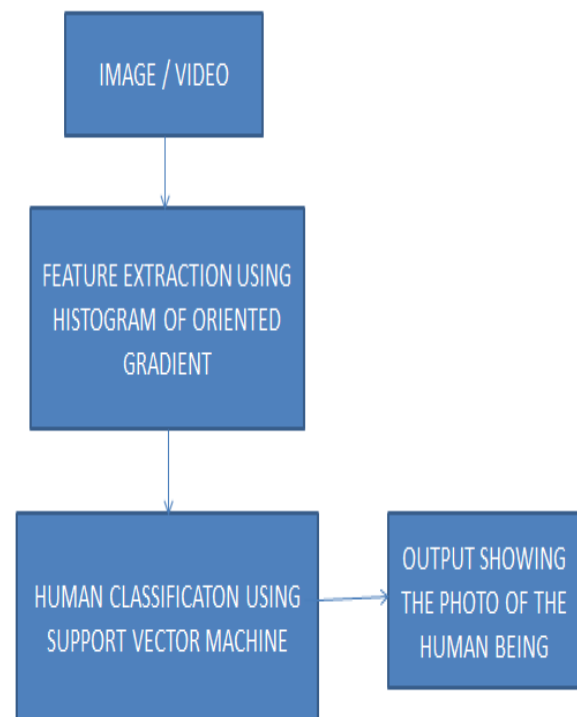 IMAGE / VIDEO
FEATURE EXTRACTION USING
HISTOGRAM OF ORIENTED
GRADIENT
HUMAN CLASSIFICATON USING
SUPPORT VECTOR MACHINE
OUTPUT SHOWING
THE PHOTO OF THE
HUMAN BEING